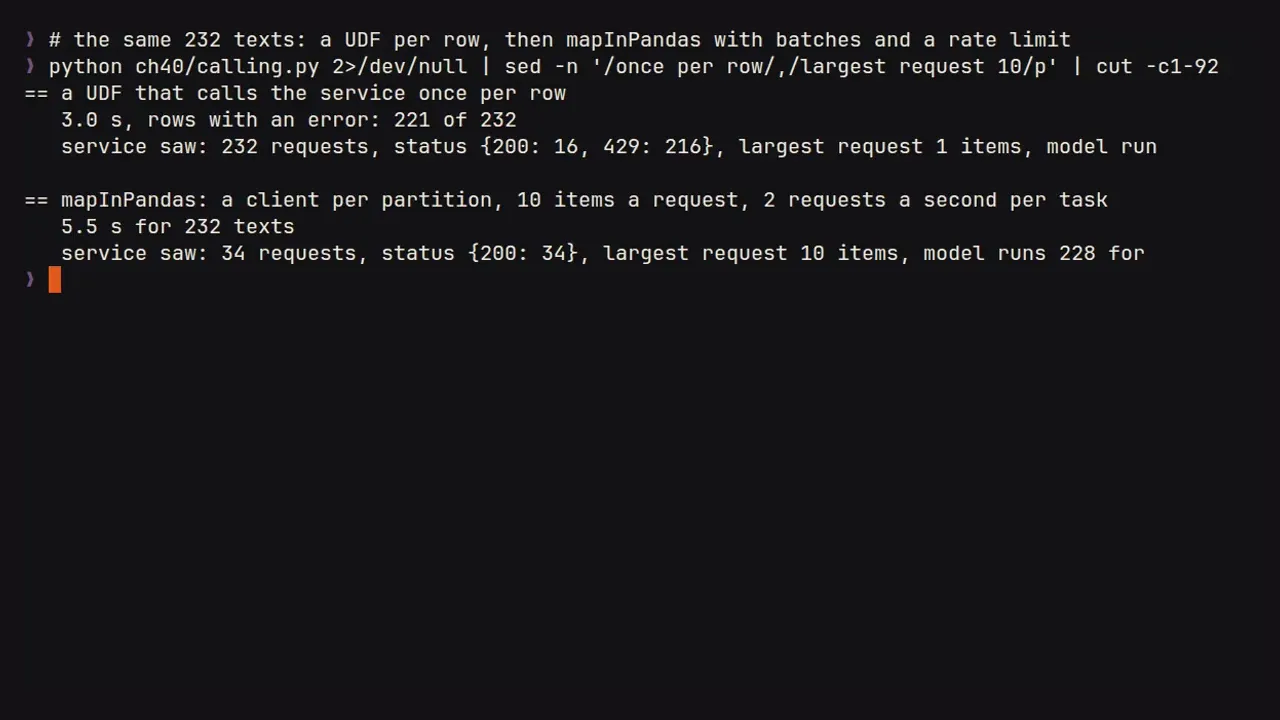 ❭ # the same 232 texts: a UDF per row, then mapInPandas with batches and a rate limit
❭ python ch40/calling.py 2>/dev/null | sed -n '/once per row/,/largest request 10/p' | cut -c1-92
== a UDF that calls the service once per row
   3.0 s, rows with an error: 221 of 232
   service saw: 232 requests, status {200: 16, 429: 216}, largest request 1 items, model run

== mapInPandas: a client per partition, 10 items a request, 2 requests a second per task
   5.5 s for 232 texts
   service saw: 34 requests, status {200: 34}, largest request 10 items, model runs 228 for
❭